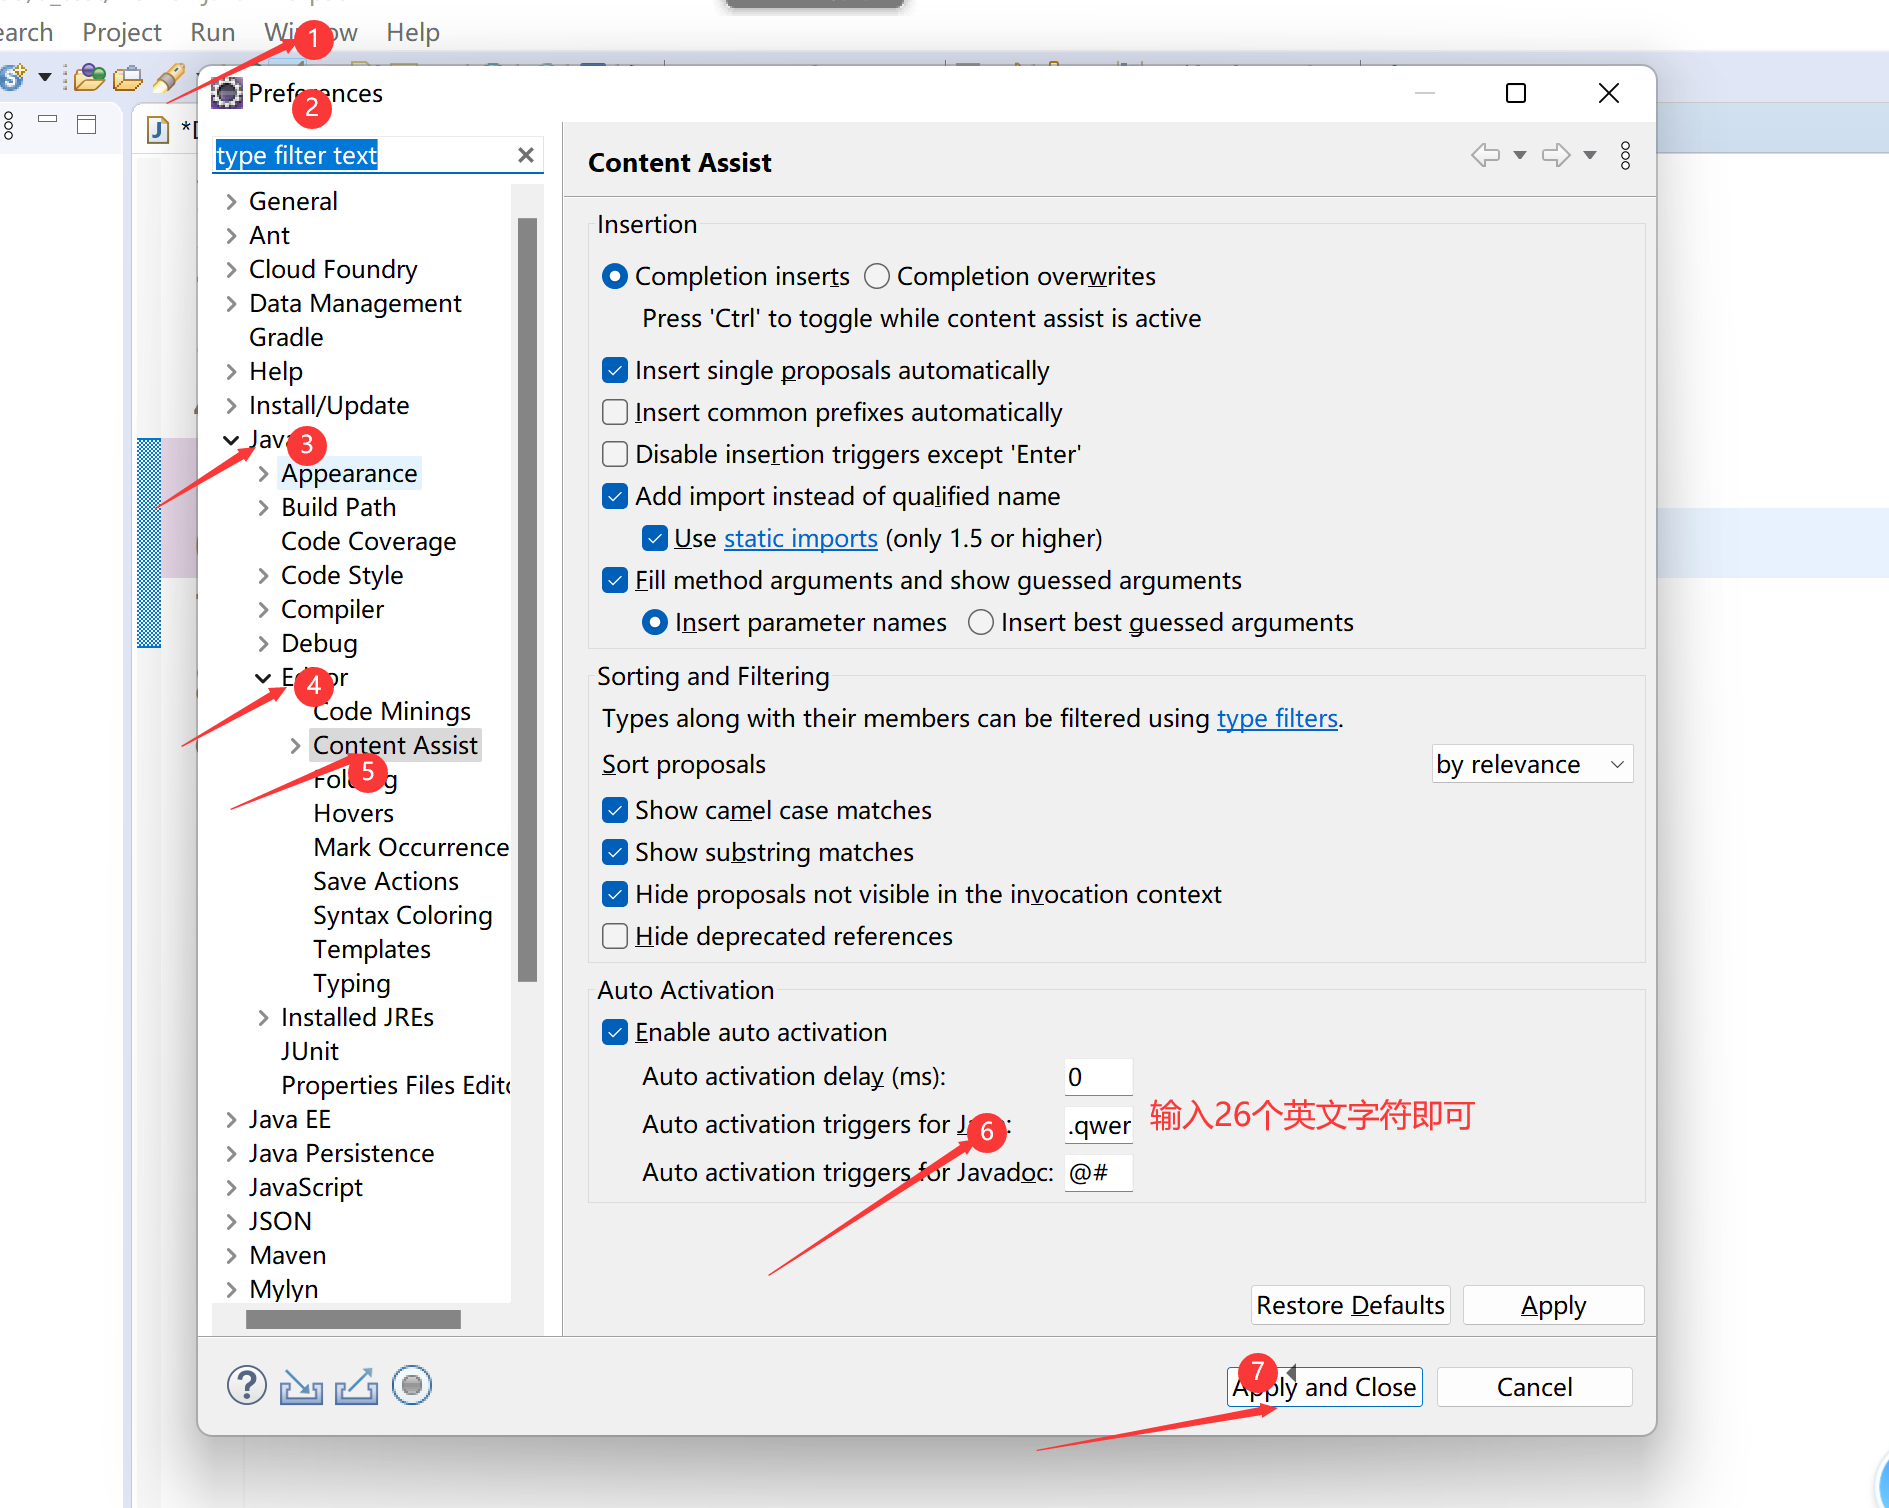 earch Project Run Window Help
1
Preferences
2
type filter text
General
Ant
Cloud Foundry
Data Management
Gradle
Help
Install/Update
Java
3
Appearance
Build Path
Code Coverage
Code Style
Compiler
Debug
Editor
4
Code Minings
Content Assist
5
Folding
Hovers
Mark Occurrence
Save Actions
Syntax Coloring
Templates
Typing
Installed JREs
JUnit
Properties Files Edito
Java EE
Java Persistence
JavaScript
JSON
Maven
Mylyn
Content Assist
Insertion
Completion inserts Completion overwrites
Press 'Ctrl' to toggle while content assist is active
Insert single proposals automatically
Insert common prefixes automatically
Disable insertion triggers except 'Enter'
Add import instead of qualified name
Use static imports (only 1.5 or higher)
Fill method arguments and show guessed arguments
Insert parameter names Insert best guessed arguments
Sorting and Filtering
Types along with their members can be filtered using type filters.
Sort proposals by relevance
Show camel case matches
Show substring matches
Hide proposals not visible in the invocation context
Hide deprecated references
Auto Activation
Enable auto activation
Auto activation delay (ms): 0
Auto activation triggers for Java: .qwer 输入26个英文字符即可
6
Auto activation triggers for Javadoc: @#
Restore Defaults Apply
7
Apply and Close Cancel